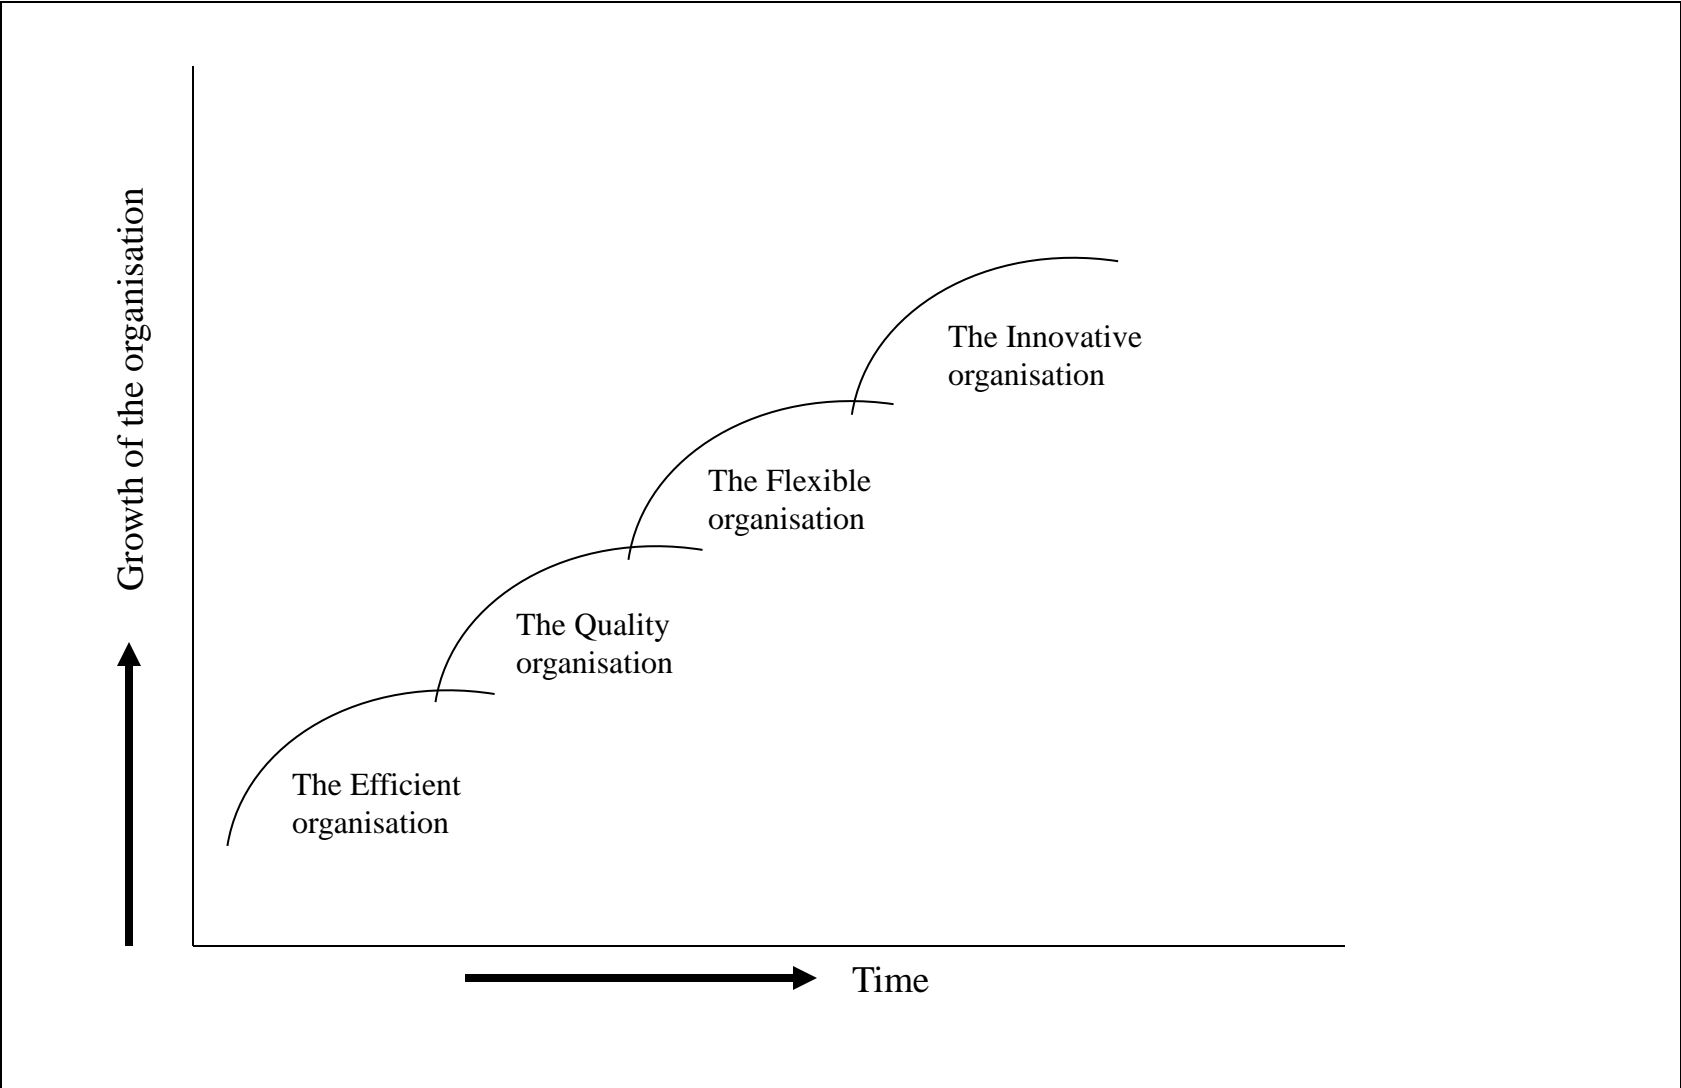 Growth of the organisation
The Innovative
organisation
The Flexible
organisation
The Quality
organisation
The Efficient
organisation
Time